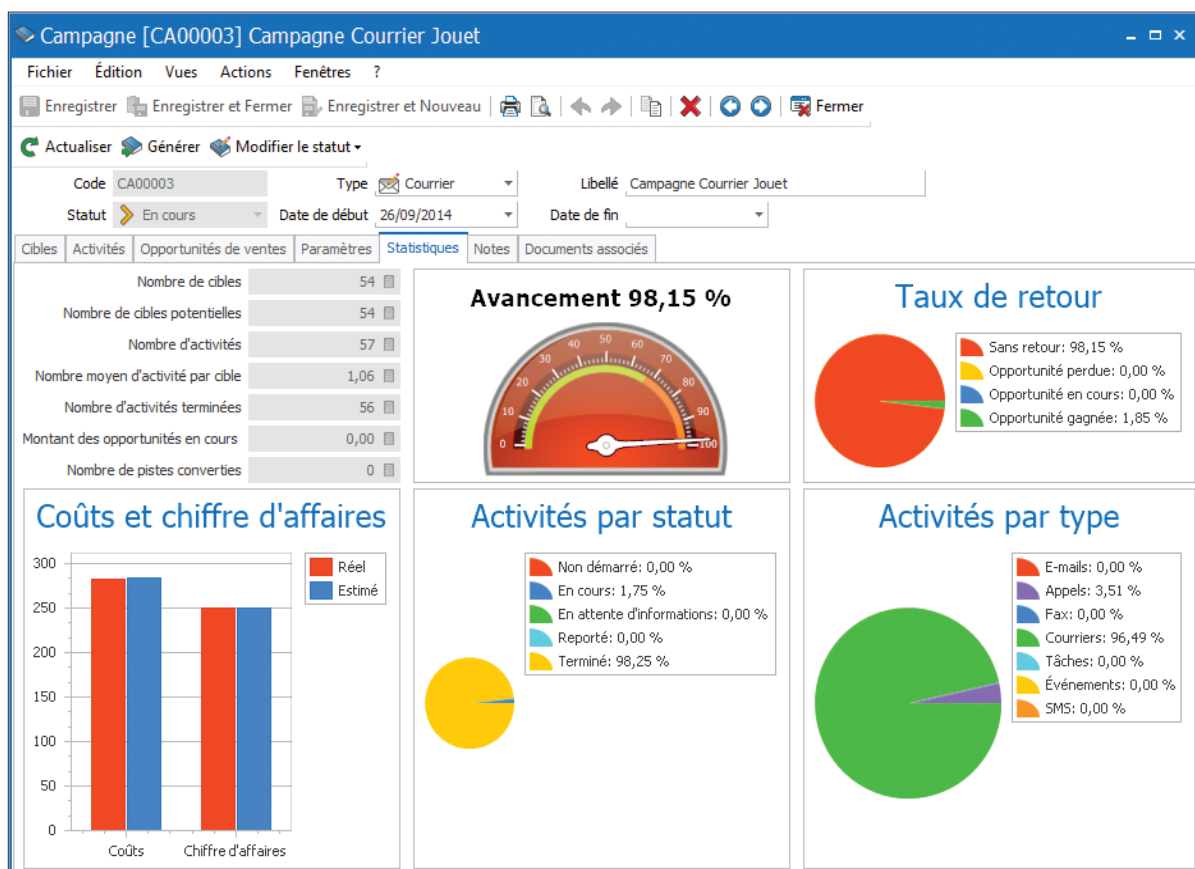 Campagne [CA00003] Campagne Courrier Jouet
Fichier Édition Vues Actions Fenêtres ?
Enregistrer Enregistrer et Fermer Enregistrer et Nouveau Fermer
Actualiser Générer Modifier le statut
Code CA00003 Type Courrier Libellé Campagne Courrier Jouet
Statut En cours Date de début 26/09/2014 Date de fin
Cibles Activités Opportunités de ventes Paramètres Statistiques Notes Documents associés
Nombre de cibles 54
Nombre de cibles potentielles 54
Nombre d'activités 57
Nombre moyen d'activité par cible 1,06
Nombre d'activités terminées 56
Montant des opportunités en cours 0,00
Nombre de pistes converties 0
Avancement 98,15 %
0 10 20 30 40 50 60 70 80 90 100
Taux de retour
Sans retour: 98,15 %
Opportunité perdue: 0,00 %
Opportunité en cours: 0,00 %
Opportunité gagnée: 1,85 %
Coûts et chiffre d'affaires
300
250
200
150
100
50
0
Coûts Chiffre d'affaires
Réel
Estimé
Activités par statut
Non démarré: 0,00 %
En cours: 1,75 %
En attente d'informations: 0,00 %
Reporté: 0,00 %
Terminé: 98,25 %
Activités par type
E-mails: 0,00 %
Appels: 3,51 %
Fax: 0,00 %
Courriers: 96,49 %
Tâches: 0,00 %
Événements: 0,00 %
SMS: 0,00 %